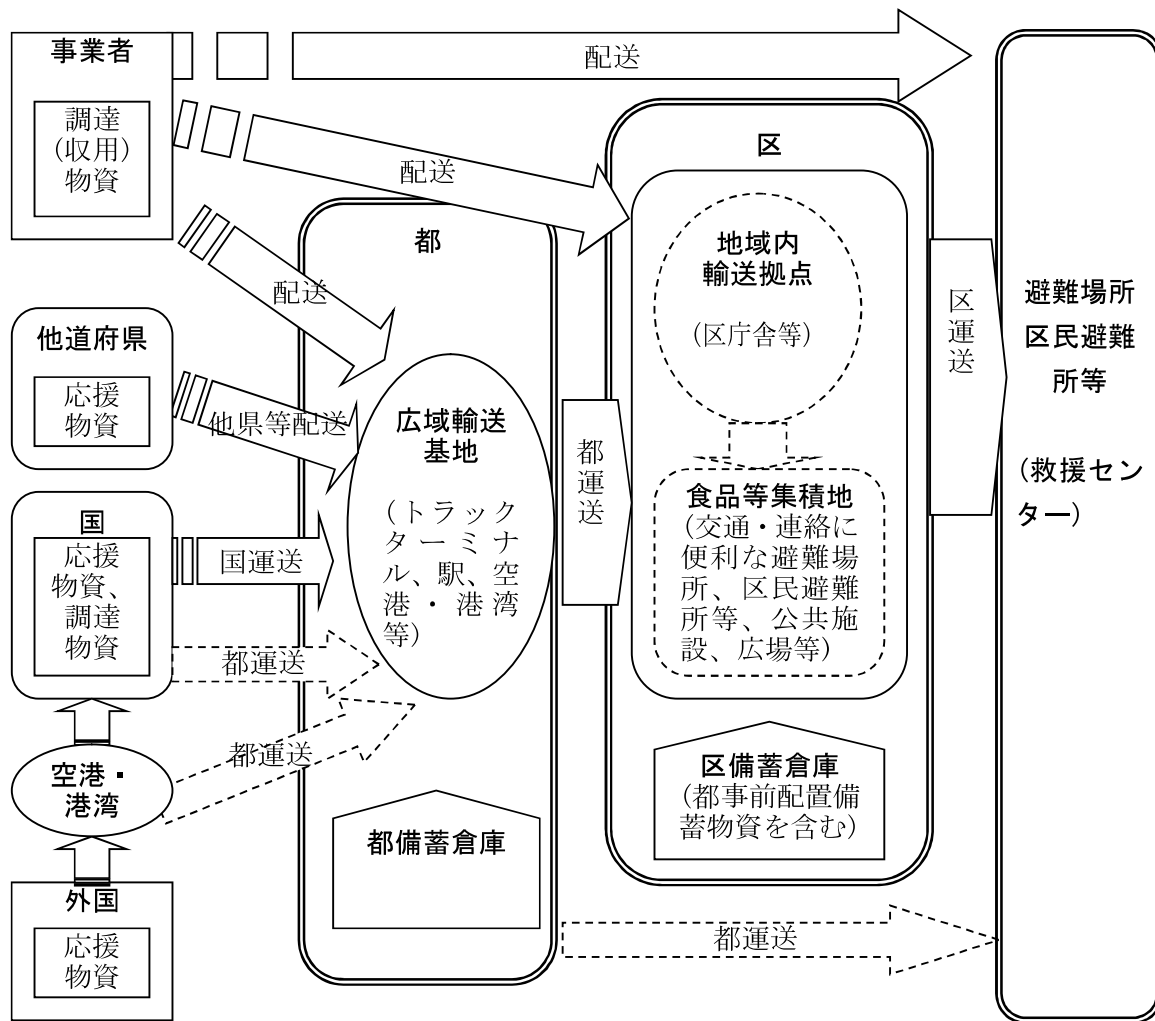 事業者
調達
(収用)
物資
配送
配送
配送
他道府県
応援
物資
他県等配送
国
応援
物資、
調達
物資
国運送
都運送
空港・
港湾
都運送
外国
応援
物資
都
広域輸送
基地
(トラック
ターミナ
ル、駅、空
港・港湾
等)
都備蓄倉庫
都運送
区
地域内
輸送拠点
(区庁舎等)
食品等集積地
(交通・連絡に
便利な避難場
所、区民避難
所等、公共施
設、広場等)
区備蓄倉庫
(都事前配置備
蓄物資を含む)
区運送
都運送
避難場所
区民避難
所等
(救援セン
ター)